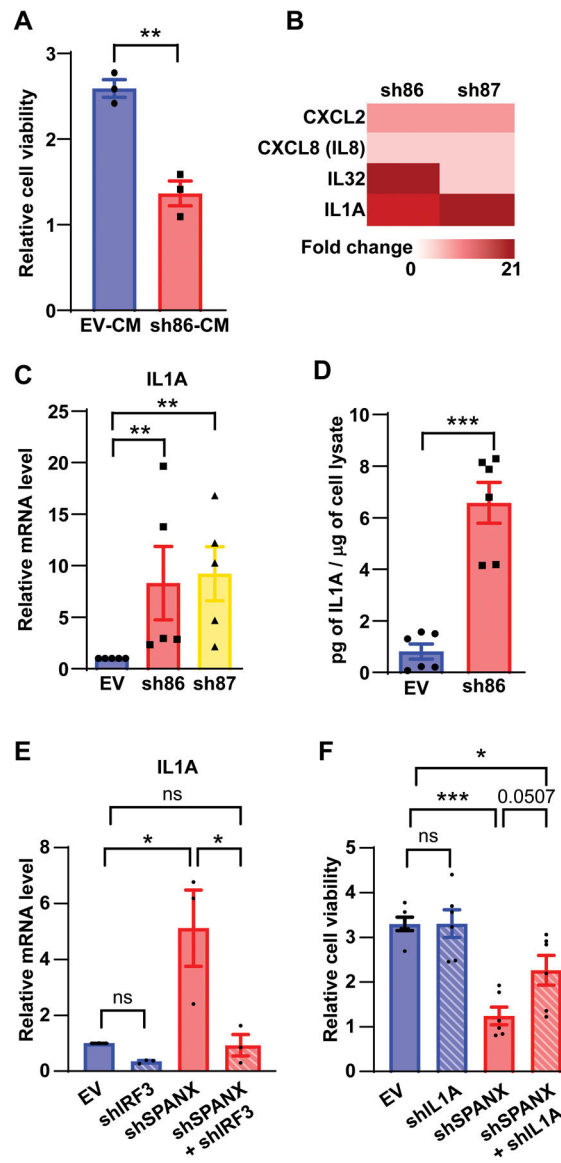 A
**
Relative cell viability
3
2
1
0
EV-CM sh86-CM
B
sh86 sh87
CXCL2
CXCL8 (IL8)
IL32
IL1A
Fold change
0 21
C
IL1A
**
**
Relative mRNA level
25
20
15
10
5
0
EV sh86 sh87
D
***
pg of IL1A / µg of cell lysate
10
8
6
4
2
0
EV sh86
E
IL1A
ns
* *
ns
Relative mRNA level
8
6
4
2
0
EV
shIRF3
shSPANX
shSPANX
+ shIRF3
F
*
*** 0.0507
ns
Relative cell viability
5
4
3
2
1
0
EV
shIL1A
shSPANX
shSPANX
+ shIL1A